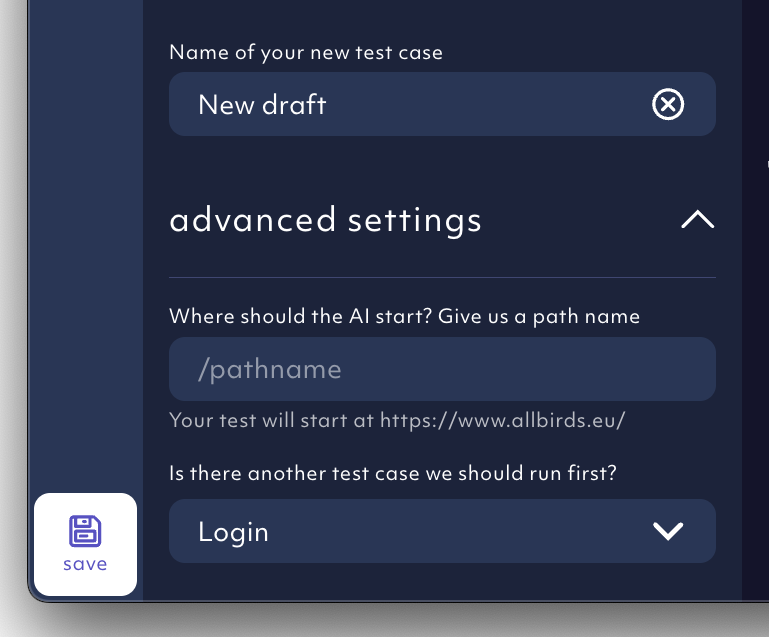 Name of your new test case
New draft
advanced settings
Where should the AI start? Give us a path name
/pathname
Your test will start at https://www.allbirds.eu/
Is there another test case we should run first?
Login
save